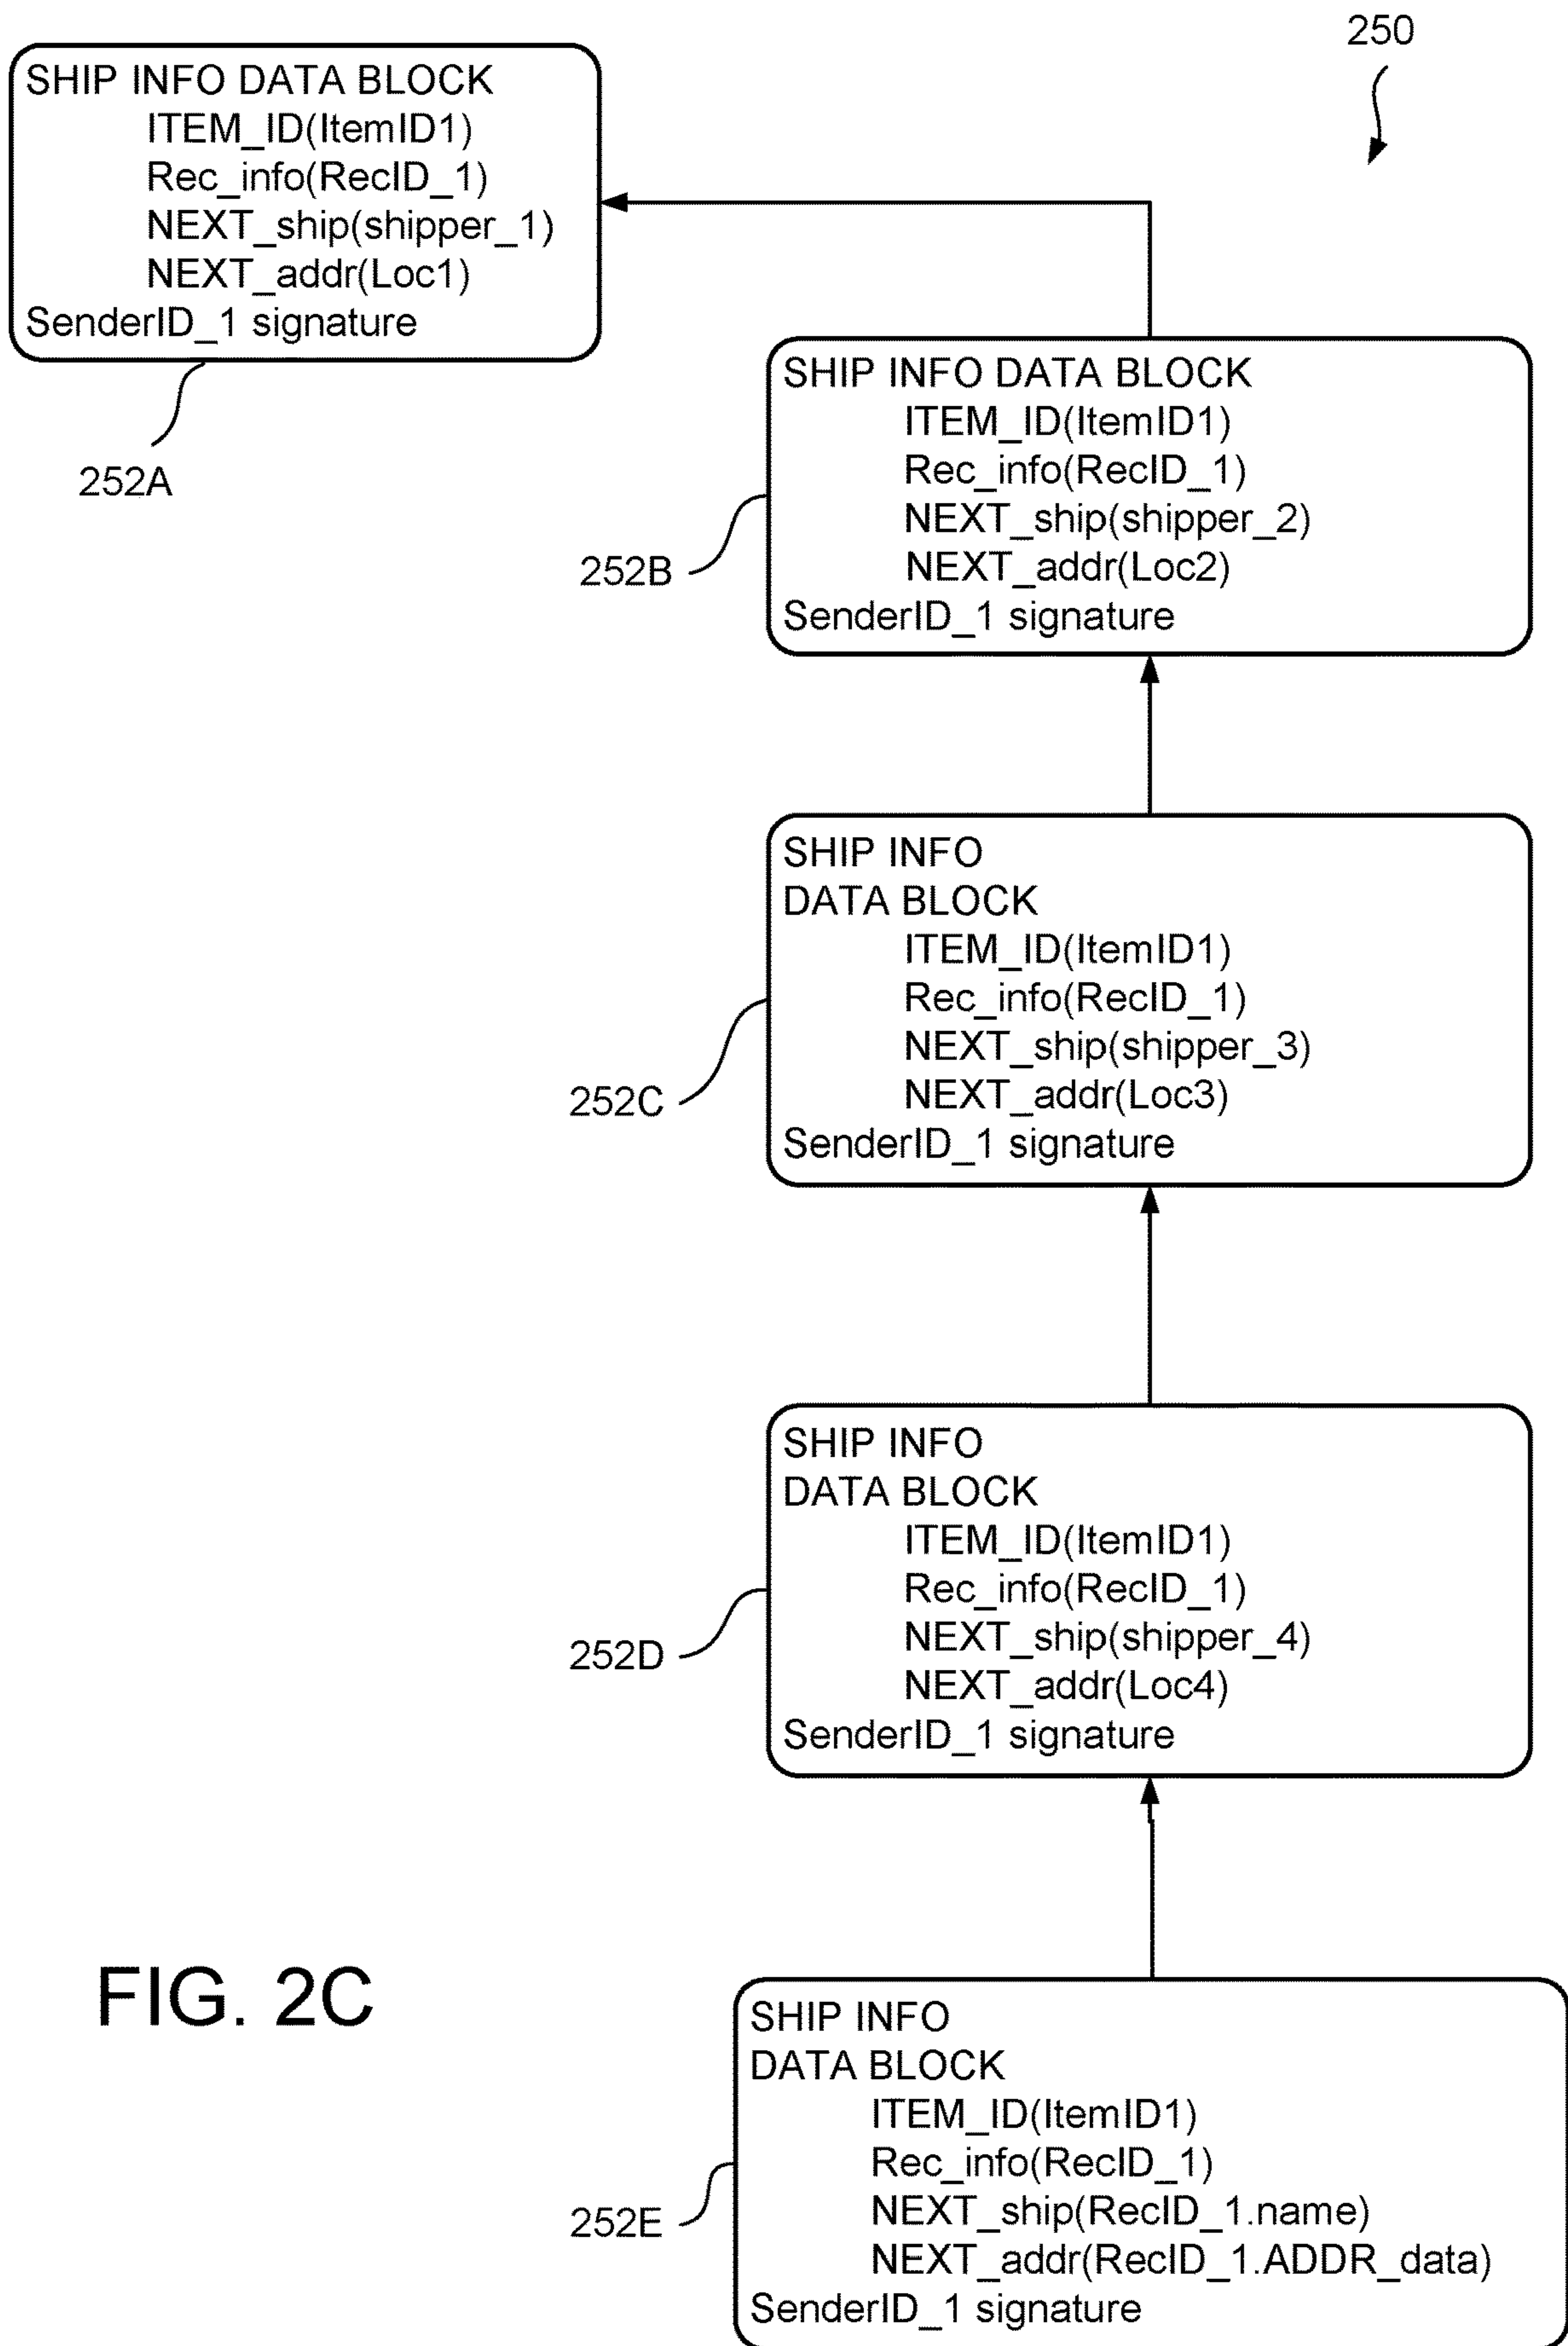 250
SHIP INFO DATA BLOCK
ITEM_ID(ItemID1)
Rec_info(RecID_1)
NEXT_ship(shipper_1)
NEXT_addr(Loc1)
SenderID_1 signature
252A
SHIP INFO DATA BLOCK
ITEM_ID(ItemID1)
Rec_info(RecID_1)
NEXT_ship(shipper_2)
NEXT_addr(Loc2)
SenderID_1 signature
252B
SHIP INFO
DATA BLOCK
ITEM_ID(ItemID1)
Rec_info(RecID_1)
NEXT_ship(shipper_3)
NEXT_addr(Loc3)
SenderID_1 signature
252C
SHIP INFO
DATA BLOCK
ITEM_ID(ItemID1)
Rec_info(RecID_1)
NEXT_ship(shipper_4)
NEXT_addr(Loc4)
SenderID_1 signature
252D
FIG. 2C
SHIP INFO
DATA BLOCK
ITEM_ID(ItemID1)
Rec_info(RecID_1)
NEXT_ship(RecID_1.name)
NEXT_addr(RecID_1.ADDR_data)
SenderID_1 signature
252E